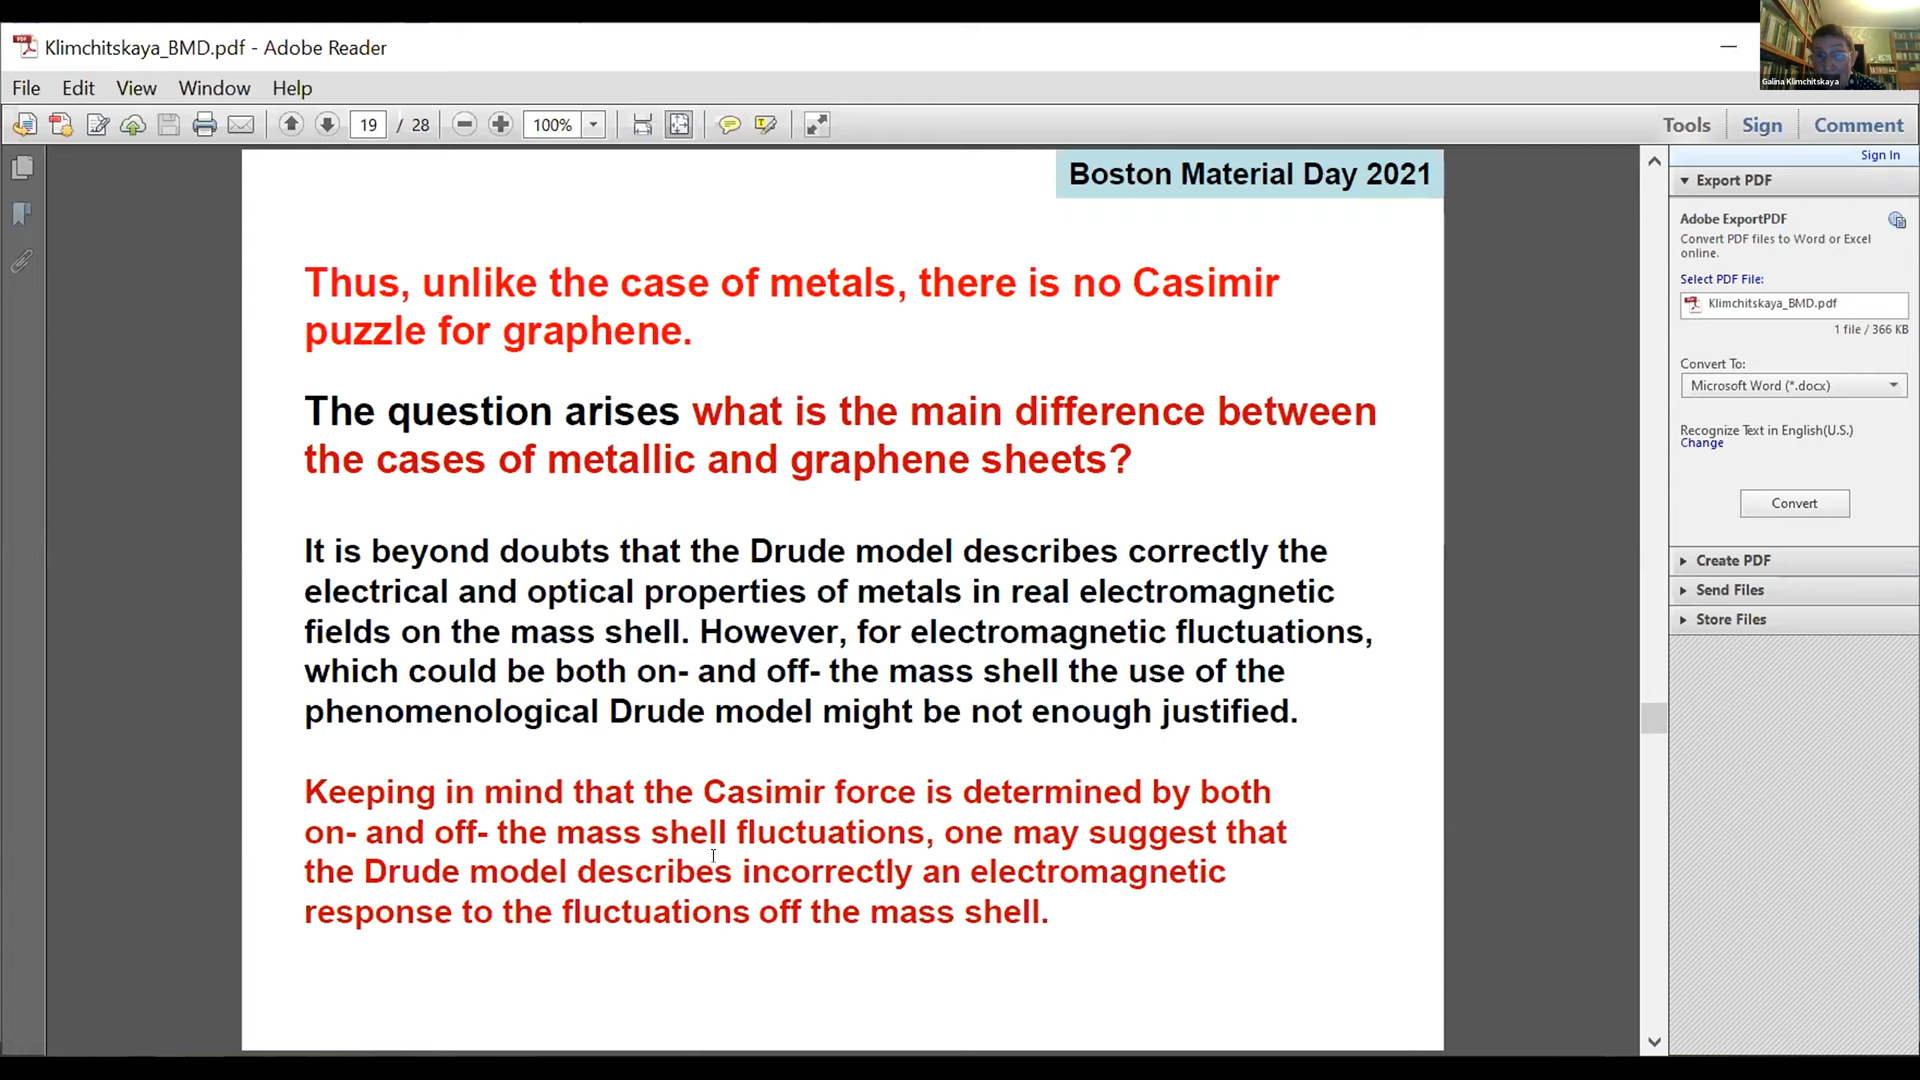 Klimchitskaya_BMD.pdf - Adobe Reader
Galina Klimchitskaya
File Edit View Window Help
19 / 28 100% Tools Sign Comment
Sign In
Boston Material Day 2021
Thus, unlike the case of metals, there is no Casimir
puzzle for graphene.
The question arises what is the main difference between
the cases of metallic and graphene sheets?
It is beyond doubts that the Drude model describes correctly the
electrical and optical properties of metals in real electromagnetic
fields on the mass shell. However, for electromagnetic fluctuations,
which could be both on- and off- the mass shell the use of the
phenomenological Drude model might be not enough justified.
Keeping in mind that the Casimir force is determined by both
on- and off- the mass shell fluctuations, one may suggest that
the Drude model describes incorrectly an electromagnetic
response to the fluctuations off the mass shell.
Export PDF
Adobe ExportPDF
Convert PDF files to Word or Excel
online.
Select PDF File:
Klimchitskaya_BMD.pdf
1 file / 366 KB
Convert To:
Microsoft Word (*.docx)
Recognize Text in English(U.S.)
Change
Convert
Create PDF
Send Files
Store Files